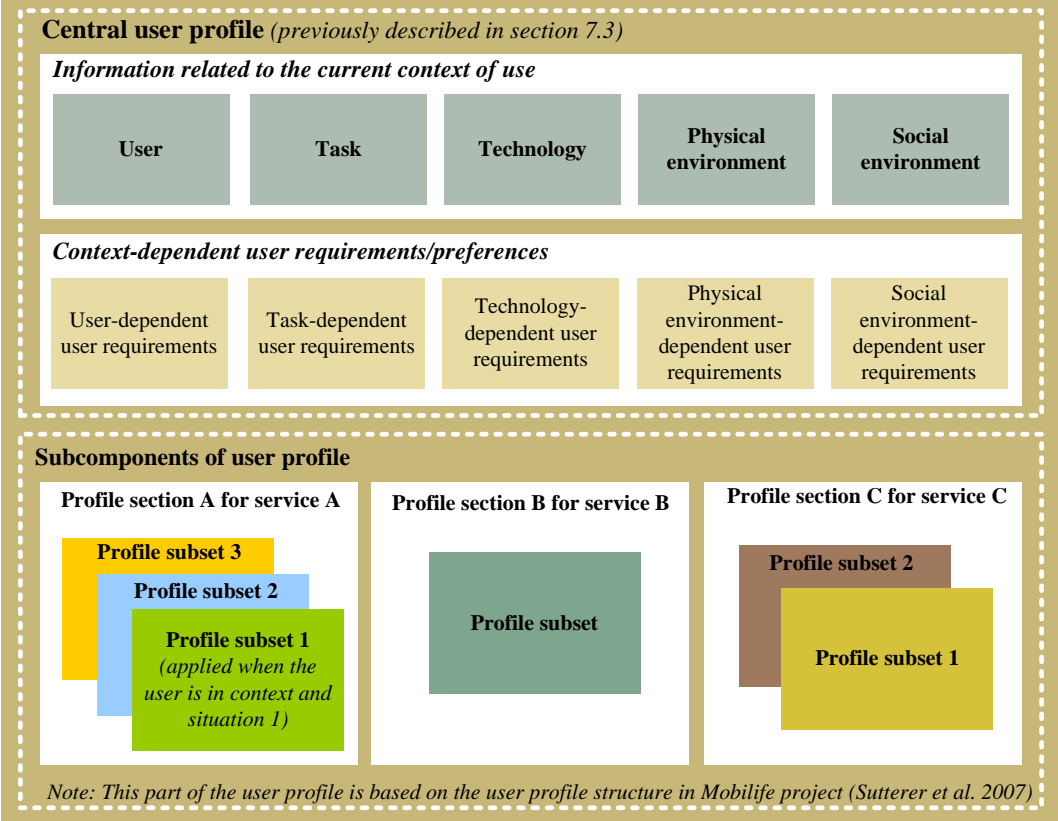 Central user profile (previously described in section 7.3)
Information related to the current context of use
User
Task
Technology
Physical
environment
Social
environment
Context-dependent user requirements/preferences
User-dependent
user requirements
Task-dependent
user requirements
Technology-
dependent user
requirements
Physical
environment-
dependent user
requirements
Social
environment-
dependent user
requirements
Subcomponents of user profile
Profile section A for service A
Profile subset 3
Profile subset 2
Profile subset 1
(applied when the
user is in context and
situation 1)
Profile section B for service B
Profile subset
Profile section C for service C
Profile subset 2
Profile subset 1
Note: This part of the user profile is based on the user profile structure in Mobilife project (Sutterer et al. 2007)